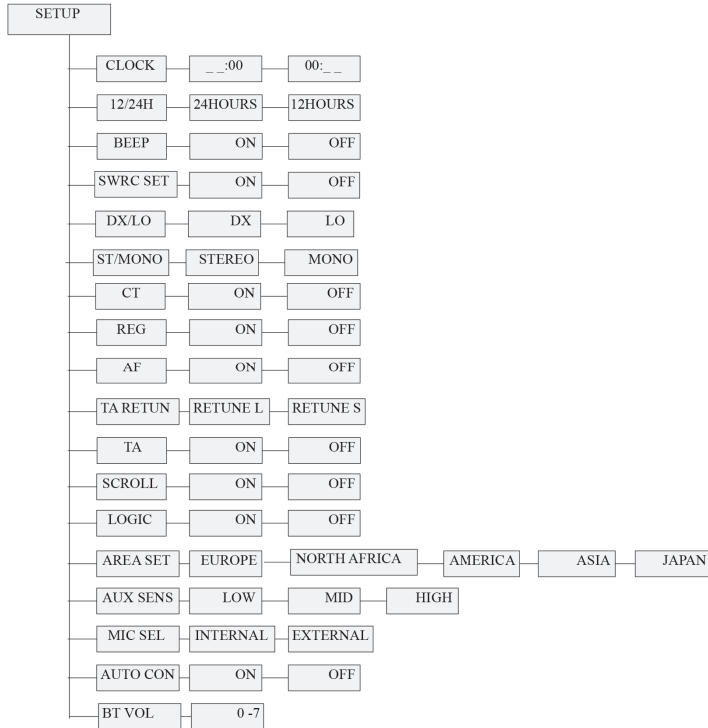 SETUP
CLOCK _ _:00 00:_ _
12/24H 24HOURS 12HOURS
BEEP ON OFF
SWRC SET ON OFF
DX/LO DX LO
ST/MONO STEREO MONO
CT ON OFF
REG ON OFF
AF ON OFF
TA RETUN RETUNE L RETUNE S
TA ON OFF
SCROLL ON OFF
LOGIC ON OFF
AREA SET EUROPE NORTH AFRICA AMERICA ASIA JAPAN
AUX SENS LOW MID HIGH
MIC SEL INTERNAL EXTERNAL
AUTO CON ON OFF
BT VOL 0 -7